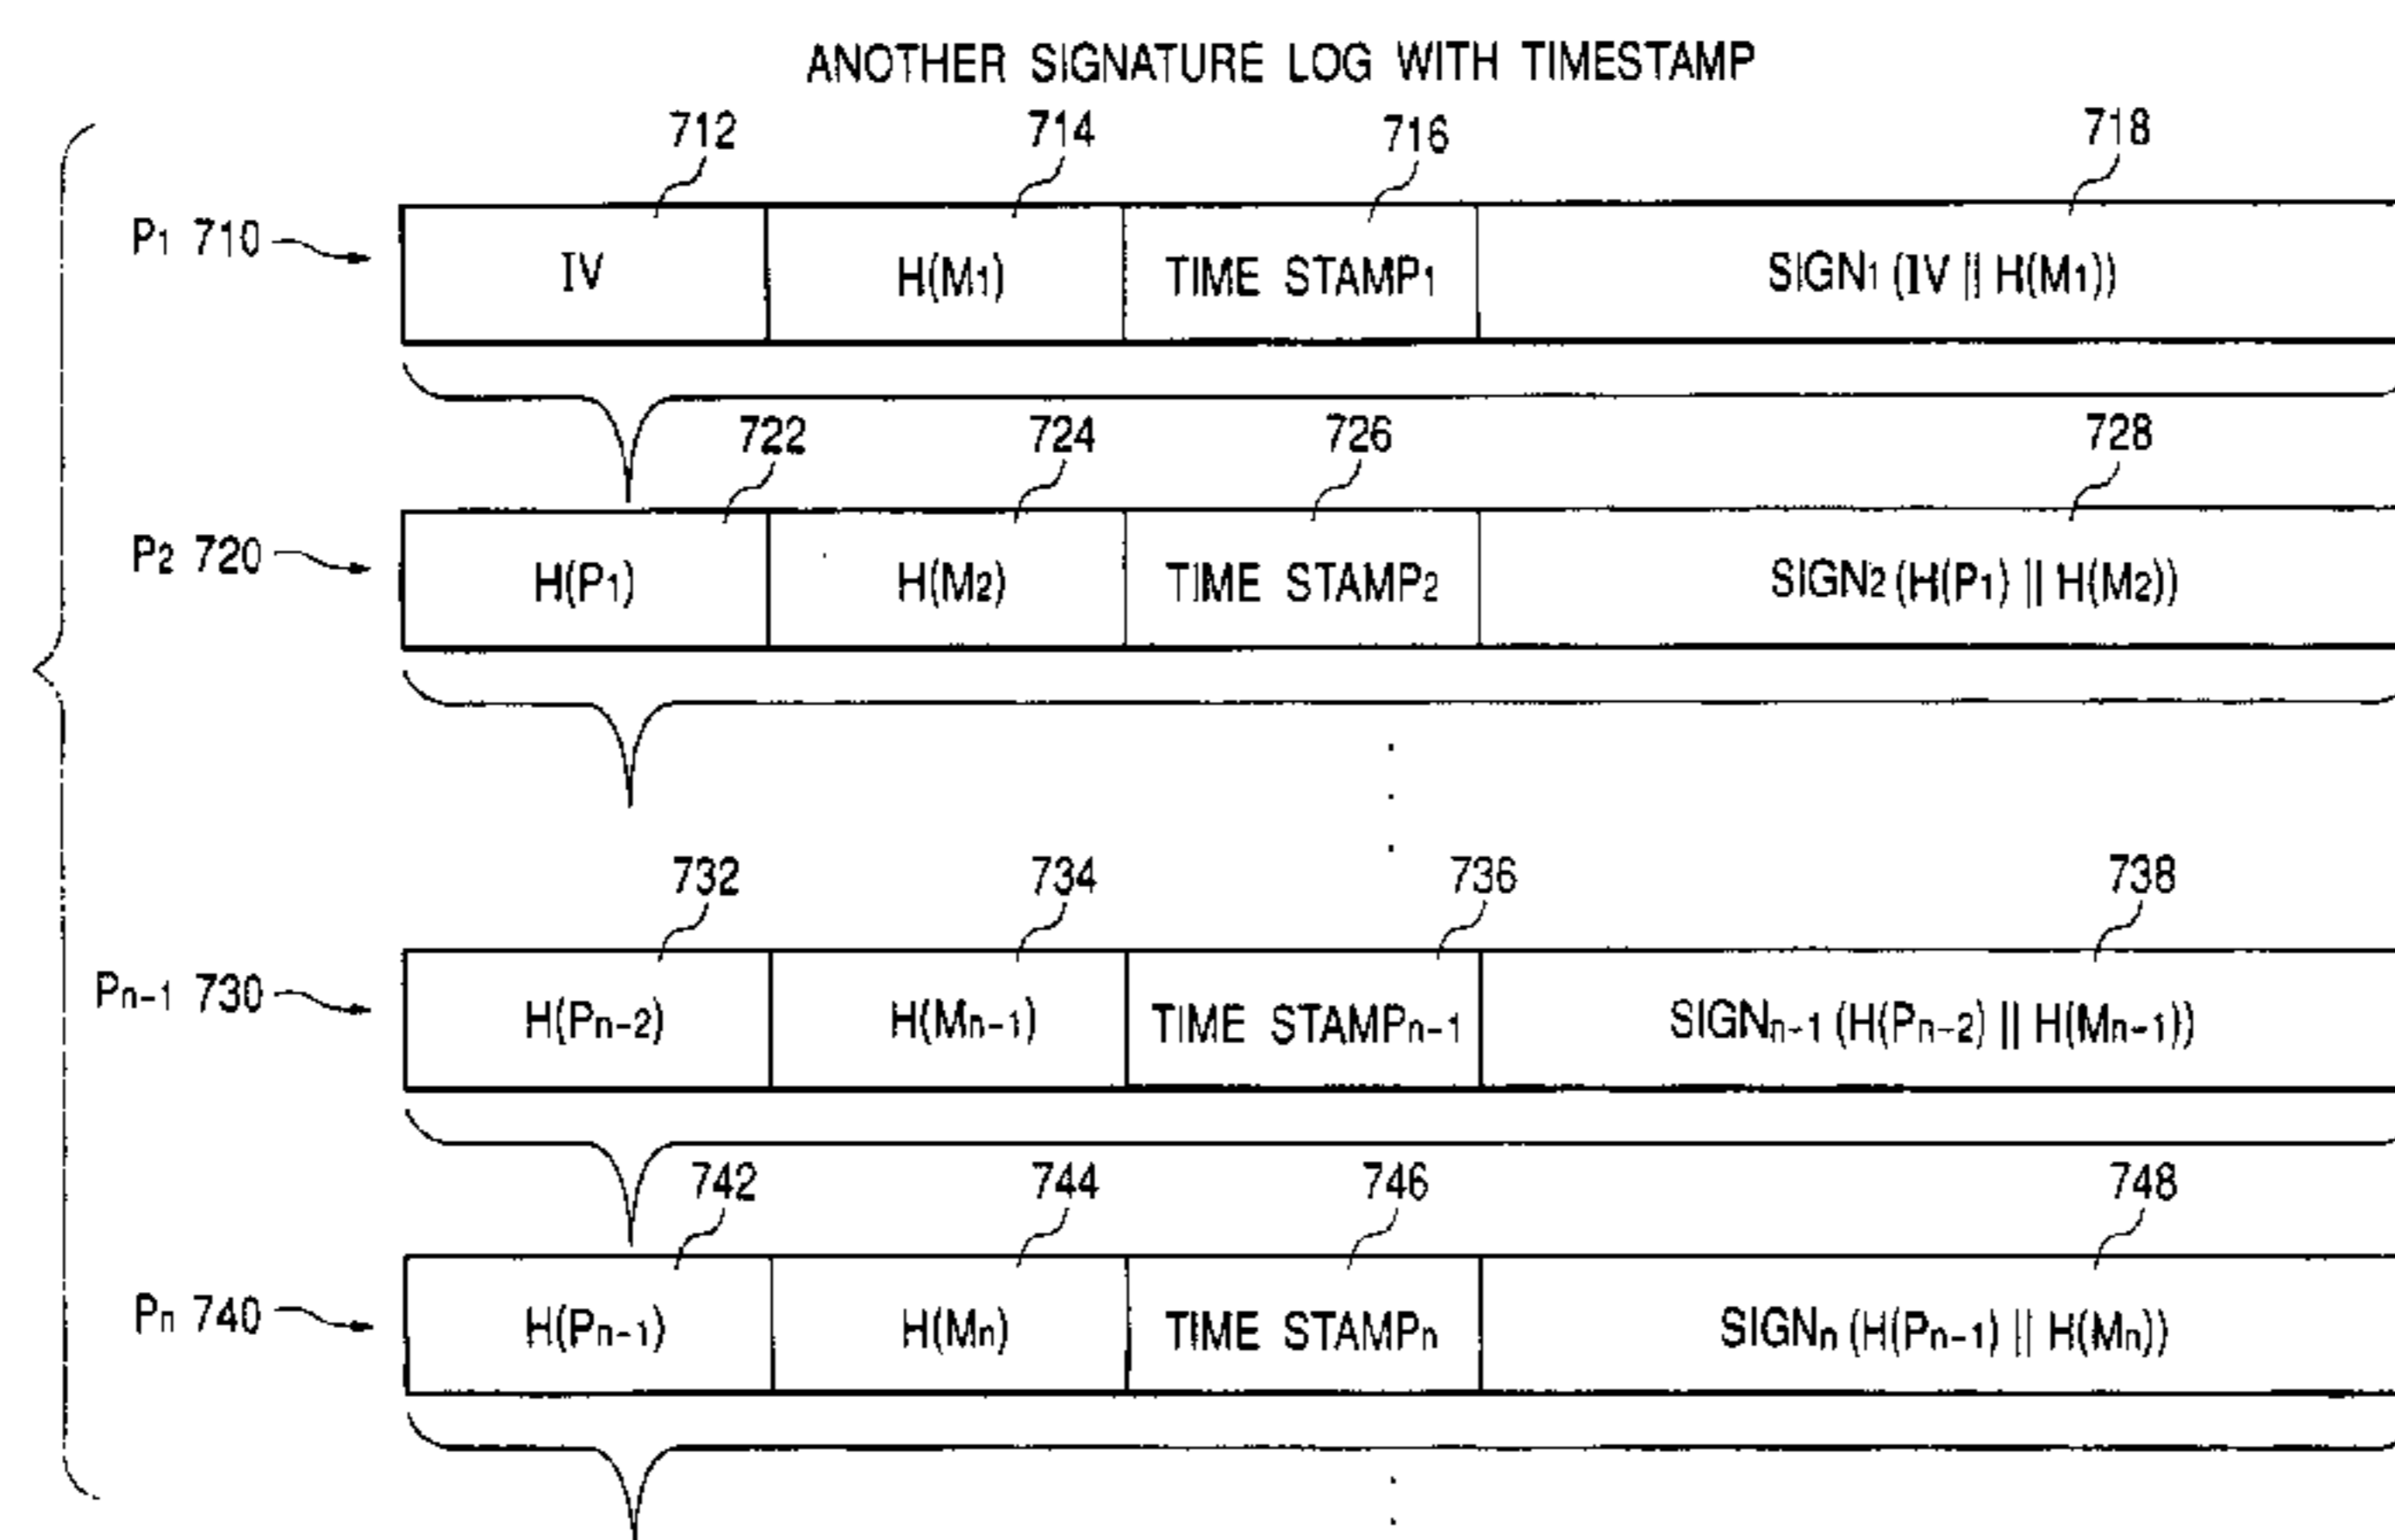 ANOTHER SIGNATURE LOG WITH TIMESTAMP
712 714 716 718
P1 710 IV H(M1) TIME STAMP1 SIGN1 (IV || H(M1))
722 724 726 728
P2 720 H(P1) H(M2) TIME STAMP2 SIGN2 (H(P1) || H(M2))
732 734 736 738
Pn-1 730 H(Pn-2) H(Mn-1) TIME STAMPn-1 SIGNn-1 (H(Pn-2) || H(Mn-1))
742 744 746 748
Pn 740 H(Pn-1) H(Mn) TIME STAMPn SIGNn (H(Pn-1) || H(Mn))